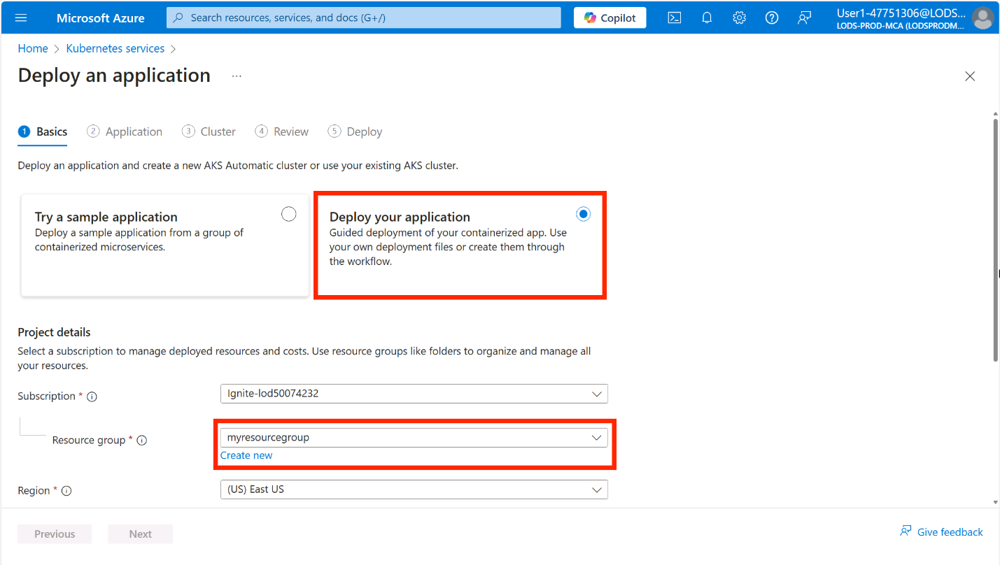 Microsoft Azure
Search resources, services, and docs (G+/)
Copilot
User1-47751306@LODS...
LODS-PROD-MCA (LODSPRODM...
Home > Kubernetes services >
Deploy an application ...
1 Basics
2 Application
3 Cluster
4 Review
5 Deploy
Deploy an application and create a new AKS Automatic cluster or use your existing AKS cluster.
Try a sample application
Deploy a sample application from a group of
containerized microservices.
Deploy your application
Guided deployment of your containerized app. Use
your own deployment files or create them through
the workflow.
Project details
Select a subscription to manage deployed resources and costs. Use resource groups like folders to organize and manage all
your resources.
Subscription *
Ignite-lod50074232
Resource group *
myresourcegroup
Create new
Region *
(US) East US
Previous
Next
Give feedback